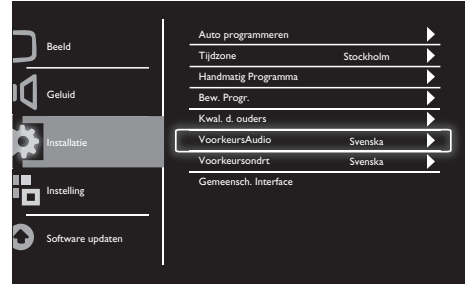 Beeld
Geluid
Installatie
Instelling
Software updaten
Auto programmeren
Tijdzone Stockholm
Handmatig Programma
Bew. Progr.
Kwal. d. ouders
VoorkeursAudio Svenska
Voorkeursondrt Svenska
Gemeensch. Interface